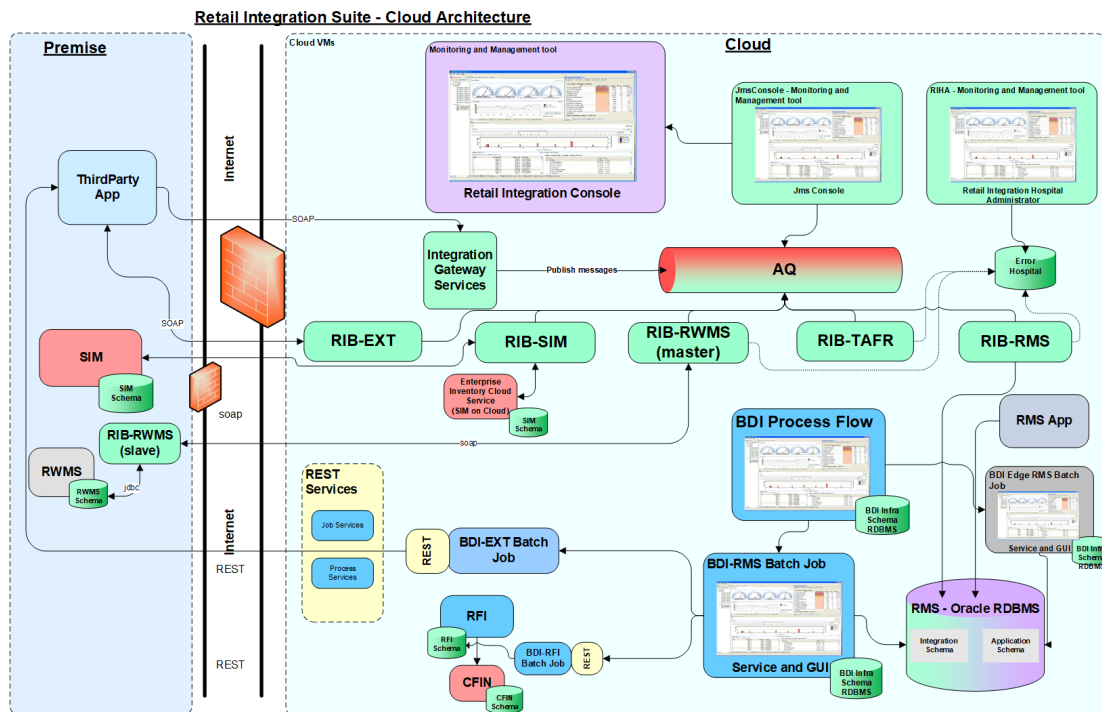 Retail Integration Suite - Cloud Architecture
Premise
Cloud VMs
Cloud
Internet
Monitoring and Management tool
Retail Integration Console
JmsConsole - Monitoring and
Management tool
Jms Console
RIHA - Monitoring and Management tool
Retail Integration Hospital
Administrator
ThirdParty
App
SOAP
Integration
Gateway
Services
Publish messages
AQ
Error
Hospital
SOAP
RIB-EXT
RIB-SIM
RIB-RWMS
(master)
RIB-TAFR
RIB-RMS
SIM
SIM
Schema
soap
Enterprise
Inventory Cloud
Service
(SIM on Cloud)
SIM
Schema
RIB-RWMS
(slave)
soap
RWMS
RWMS
Schema
jdbc
BDI Process Flow
BDI Infra
Schema
RDBMS
RMS App
BDI Edge RMS Batch
Job
Service and GUI
BDI Infra
Schema
RDBMS
REST
Services
Job Services
Process
Services
Internet
REST
REST
REST
BDI-EXT Batch
Job
BDI-RMS Batch Job
Service and GUI
BDI Infra
Schema
RDBMS
RMS - Oracle RDBMS
Integration
Schema
Application
Schema
RFI
RFI
Schema
BDI-RFI
Batch Job
REST
CFIN
CFIN
Schema